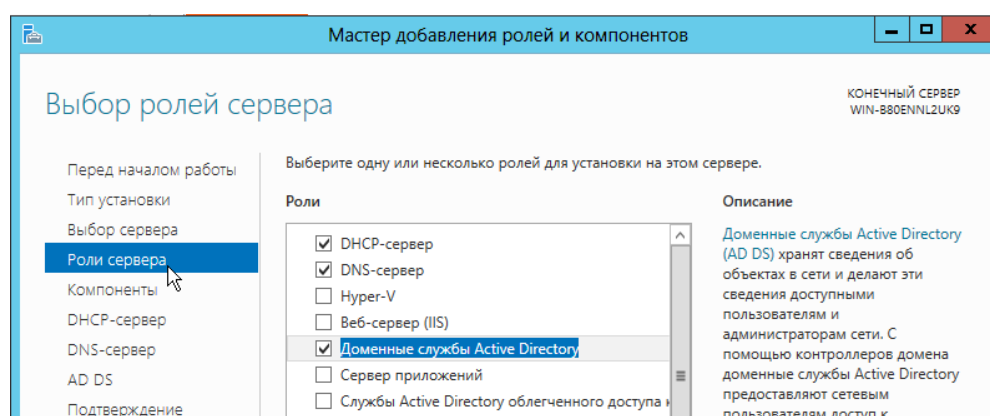 Мастер добавления ролей и компонентов
Выбор ролей сервера
КОНЕЧНЫЙ СЕРВЕР
WIN-B80ENNL2UK9
Перед началом работы
Тип установки
Выбор сервера
Роли сервера
Компоненты
DHCP-сервер
DNS-сервер
AD DS
Подтверждение
Выберите одну или несколько ролей для установки на этом сервере.
Роли
DHCP-сервер
DNS-сервер
Hyper-V
Веб-сервер (IIS)
Доменные службы Active Directory
Сервер приложений
Службы Active Directory облегченного доступа к
Описание
Доменные службы Active Directory
(AD DS) хранят сведения об
объектах в сети и делают эти
сведения доступными
пользователям и
администраторам сети. С
помощью контроллеров домена
доменные службы Active Directory
предоставляют сетевым
пользователям доступ к